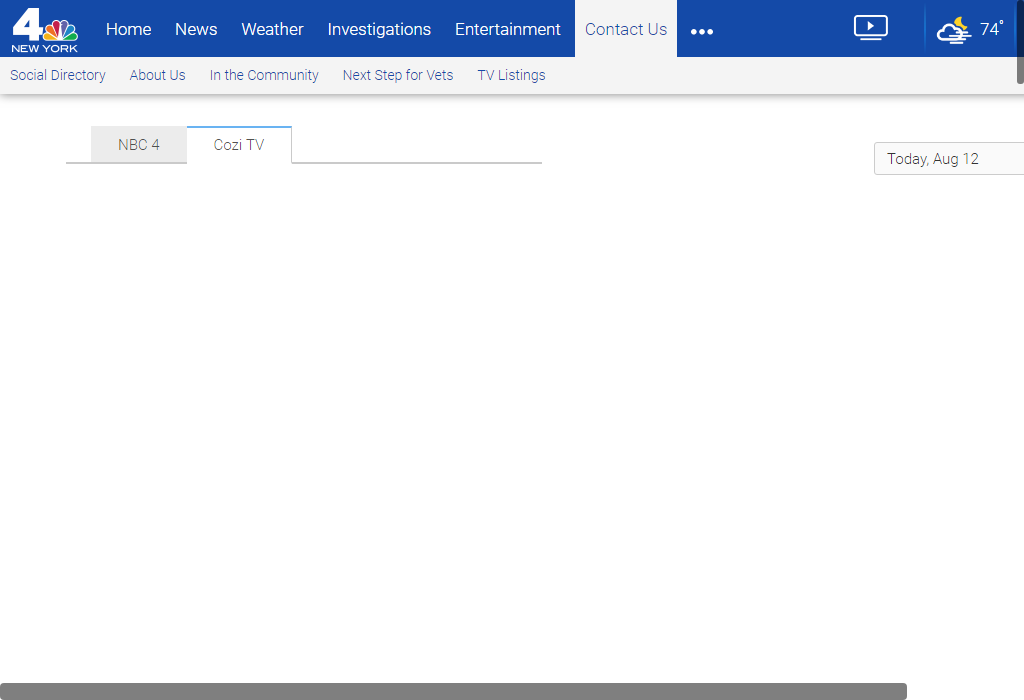 4
NEW YORK
Home News Weather Investigations Entertainment Contact Us ••• 74°
Social Directory About Us In the Community Next Step for Vets TV Listings
NBC 4 Cozi TV
Today, Aug 12